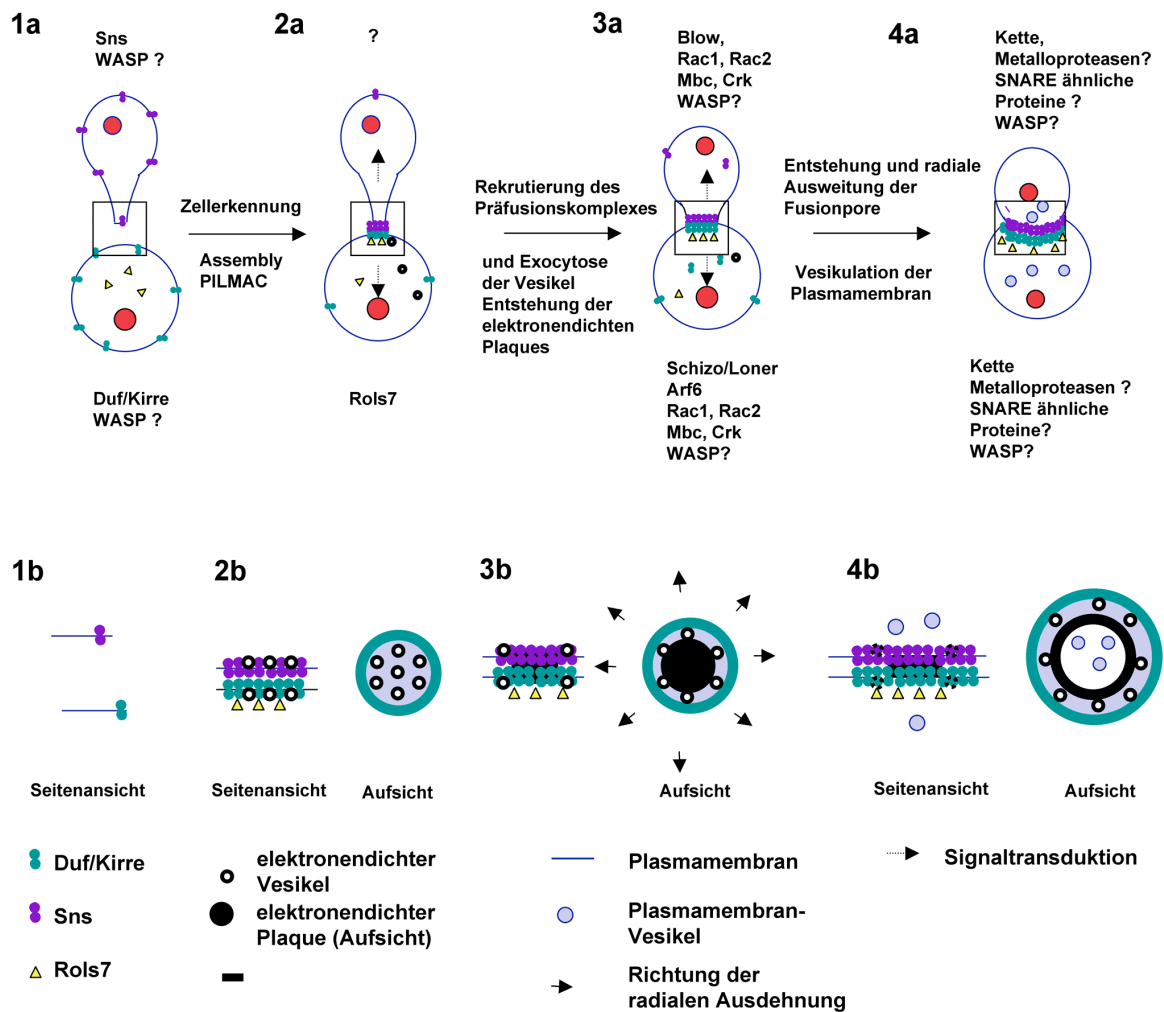 1a
Sns
WASP ?
Duf/Kirre
WASP ?
Zellerkennung
Assembly
PILMAC
2a
?
Rols7
Rekrutierung des
Präfusionskomplexes
und Exocytose
der Vesikel
Entstehung der
elektronendichten
Plaques
3a
Blow,
Rac1, Rac2
Mbc, Crk
WASP?
Schizo/Loner
Arf6
Rac1, Rac2
Mbc, Crk
WASP?
Entstehung und radiale
Ausweitung der
Fusionpore
Vesikulation der
Plasmamembran
4a
Kette,
Metalloproteasen?
SNARE ähnliche
Proteine ?
WASP?
Kette
Metalloproteasen ?
SNARE ähnliche
Proteine?
WASP?
1b
Seitenansicht
2b
Seitenansicht
Aufsicht
3b
Aufsicht
4b
Seitenansicht
Aufsicht
Duf/Kirre
Sns
Rols7
elektronendichter
Vesikel
elektronendichter
Plaque (Aufsicht)
Plasmamembran
Plasmamembran-
Vesikel
Richtung der
radialen Ausdehnung
Signaltransduktion